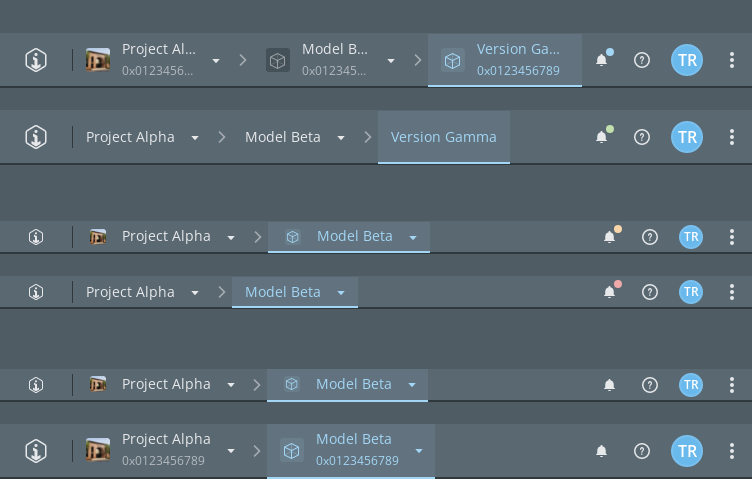 Project Al... Model B... Version Ga...
0x0123456... 0x012345... 0x0123456789 TR
Project Alpha Model Beta Version Gamma TR
Project Alpha Model Beta TR
Project Alpha Model Beta TR
Project Alpha Model Beta TR
Project Alpha Model Beta
0x0123456789 0x0123456789 TR